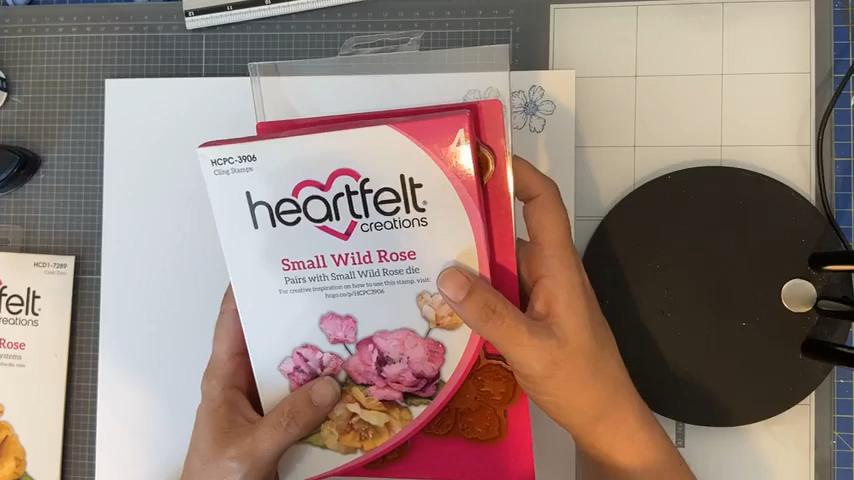 HCPC-3906
Cling Stamps
heartfelt
creations
Small Wild Rose
Pairs with Small Wild Rose die
For creative inspiration on how to use this stamp, visit:
hcgo.co/p/HCPC3906
HCD1-7289
felt
creations
Rose
systems